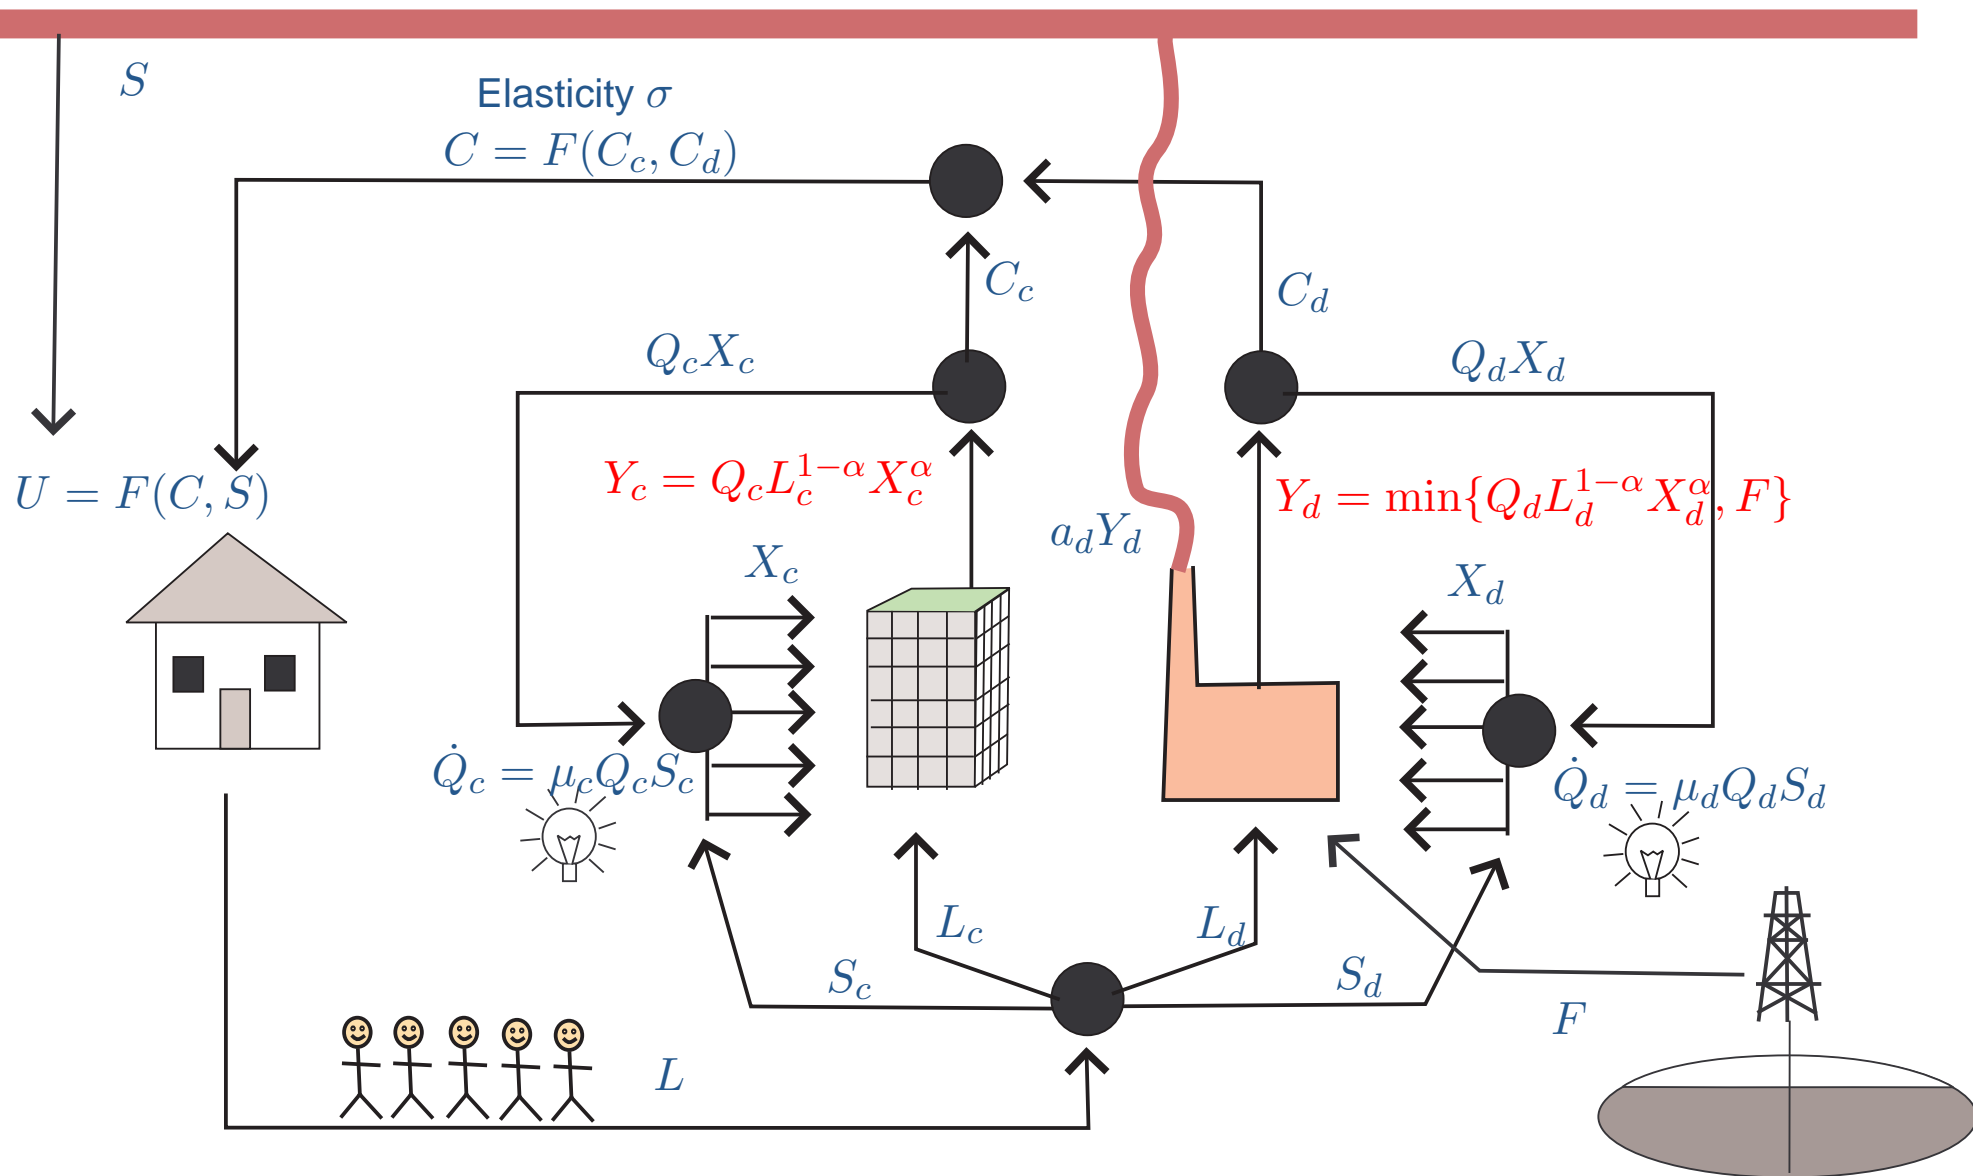 S
Elasticity σ
C = F(C_c, C_d)
C_c
C_d
Q_cX_c
Q_dX_d
U = F(C, S)
Y_c = Q_cL_c^{1−α}X_c^α
Y_d = min{Q_dL_d^{1−α}X_d^α, F}
a_dY_d
X_c
X_d
Q̇_c = μ_cQ_cS_c
Q̇_d = μ_dQ_dS_d
L_c
L_d
S_c
S_d
F
L